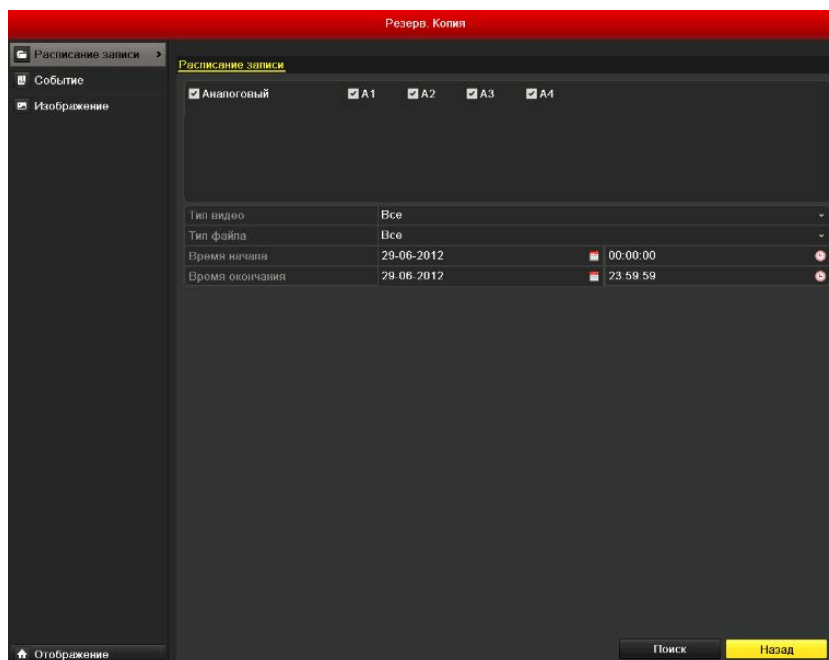 Резерв. Копия
Расписание записи
Событие
Изображение
Отображение
Расписание записи
Аналоговый A1 A2 A3 A4
Тип видео Все
Тип файла Все
Время начала 29-06-2012 00:00:00
Время окончания 29-06-2012 23:59:59
Поиск Назад